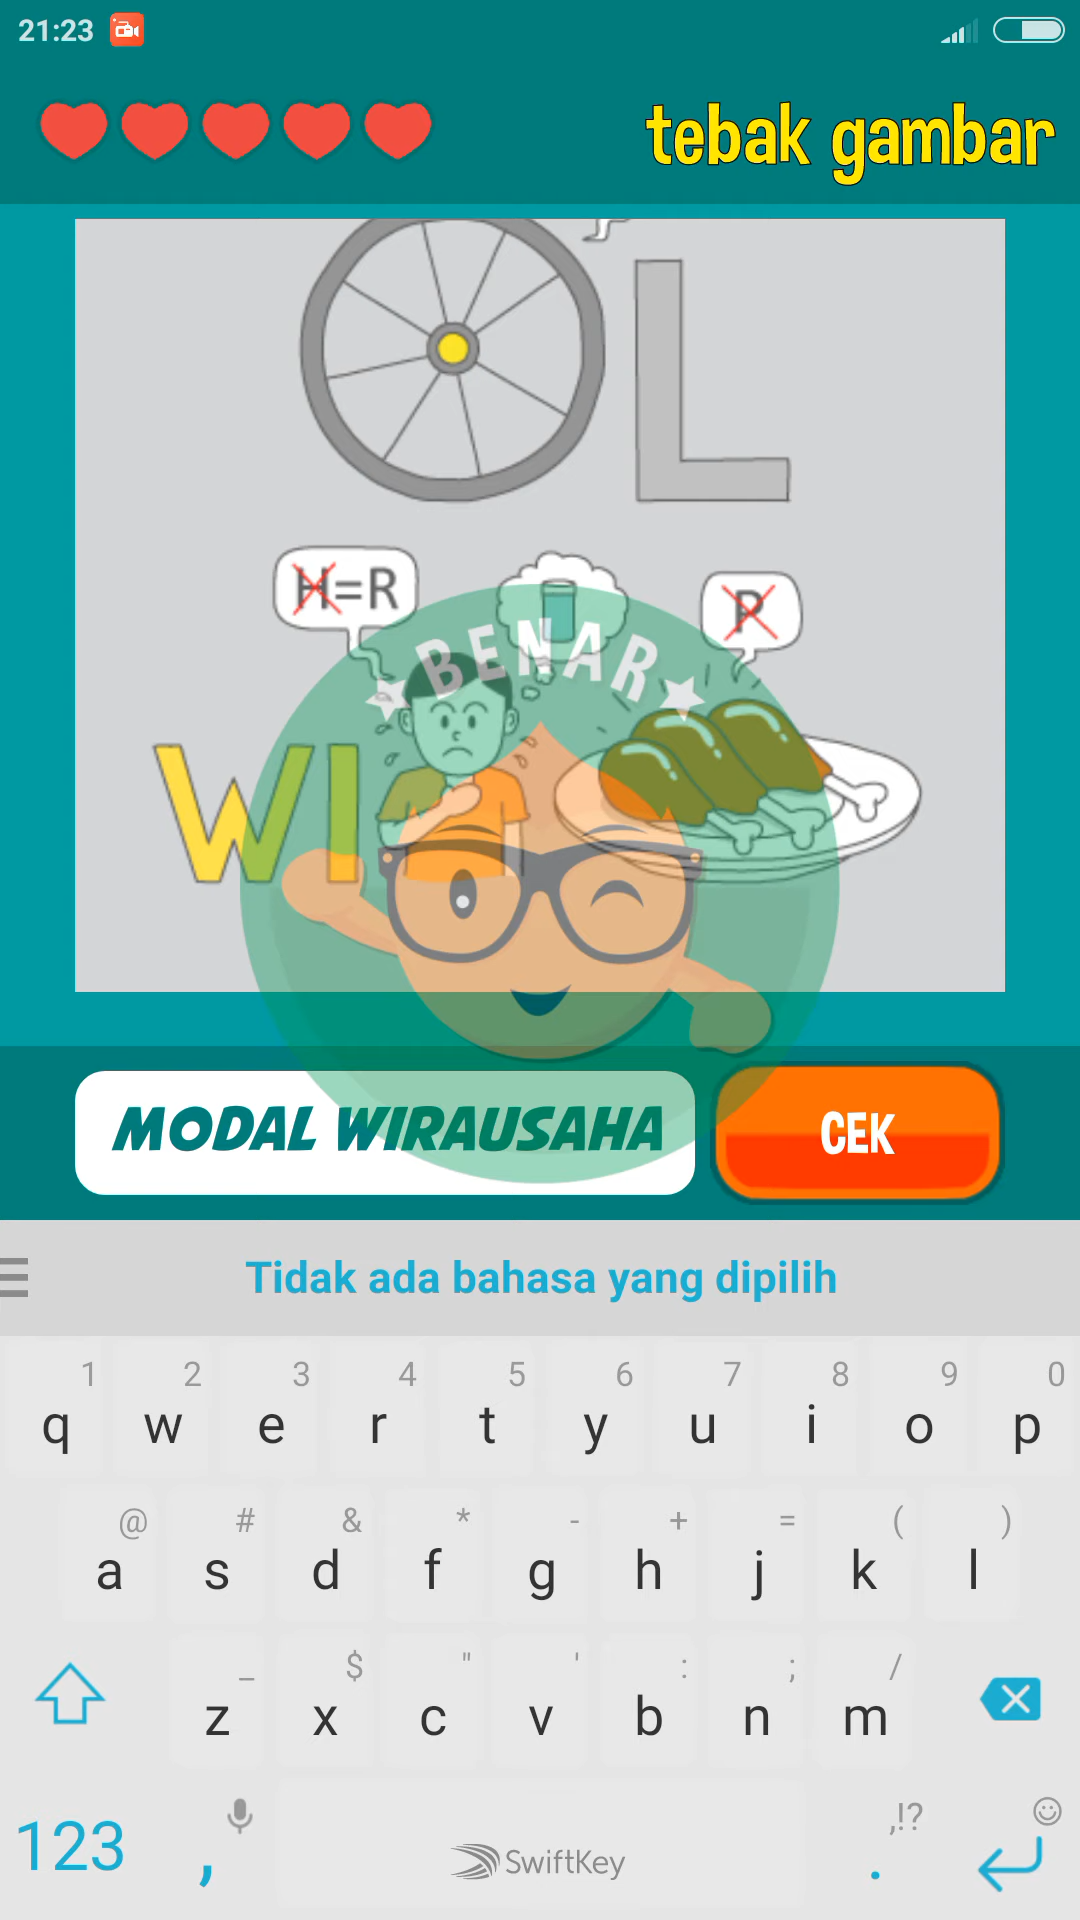 21:23
tebak gambar
L
H=R
P
BENAR
WI
MODAL WIRAUSAHA
CEK
Tidak ada bahasa yang dipilih
1 2 3 4 5 6 7 8 9 0
q w e r t y u i o p
@ # & * - + = ( )
a s d f g h j k l
_ $ " ' : ; /
z x c v b n m
,!?
123 , SwiftKey .